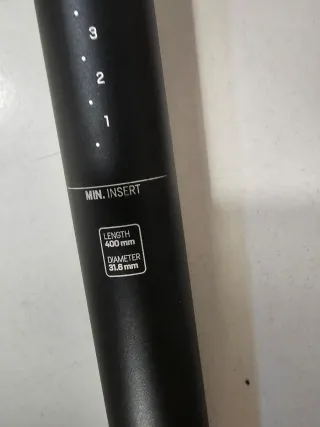 3
2
1
MIN. INSERT
LENGTH
400 mm
DIAMETER
31.6 mm